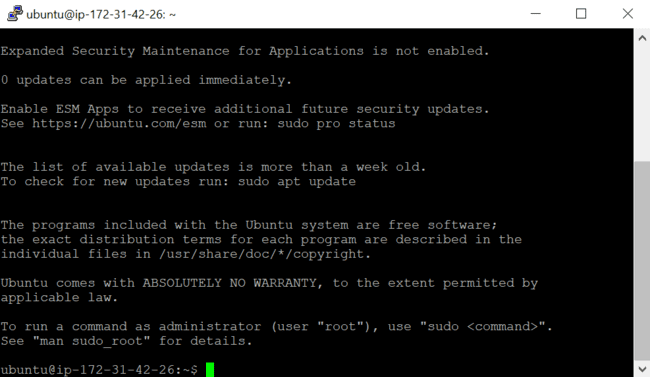 ubuntu@ip-172-31-42-26: ~
Expanded Security Maintenance for Applications is not enabled.
0 updates can be applied immediately.
Enable ESM Apps to receive additional future security updates.
See https://ubuntu.com/esm or run: sudo pro status
The list of available updates is more than a week old.
To check for new updates run: sudo apt update
The programs included with the Ubuntu system are free software;
the exact distribution terms for each program are described in the
individual files in /usr/share/doc/*/copyright.
Ubuntu comes with ABSOLUTELY NO WARRANTY, to the extent permitted by
applicable law.
To run a command as administrator (user "root"), use "sudo <command>".
See "man sudo_root" for details.
ubuntu@ip-172-31-42-26:~$